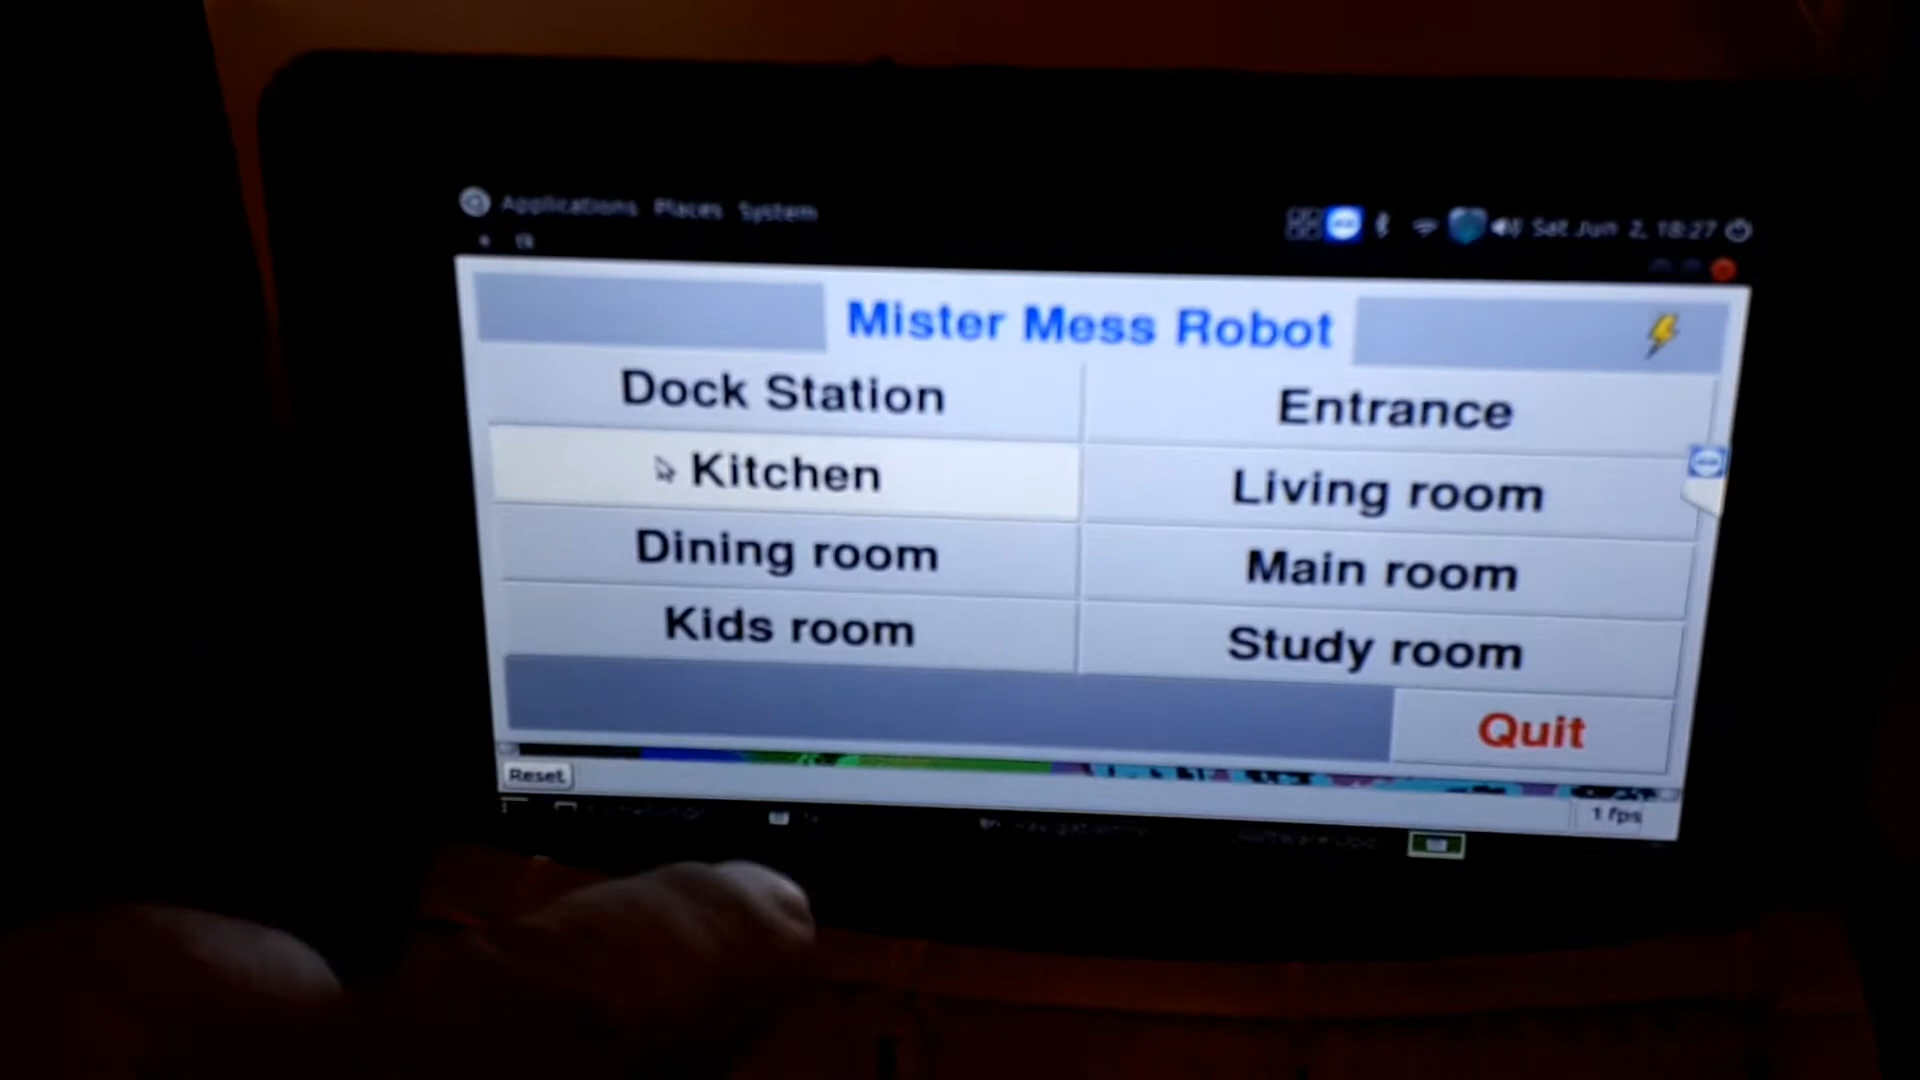 Applications Places System
Sat Jun 2, 18:27
Mister Mess Robot
Dock Station
Entrance
Kitchen
Living room
Dining room
Main room
Kids room
Study room
Quit
Reset
1 fps